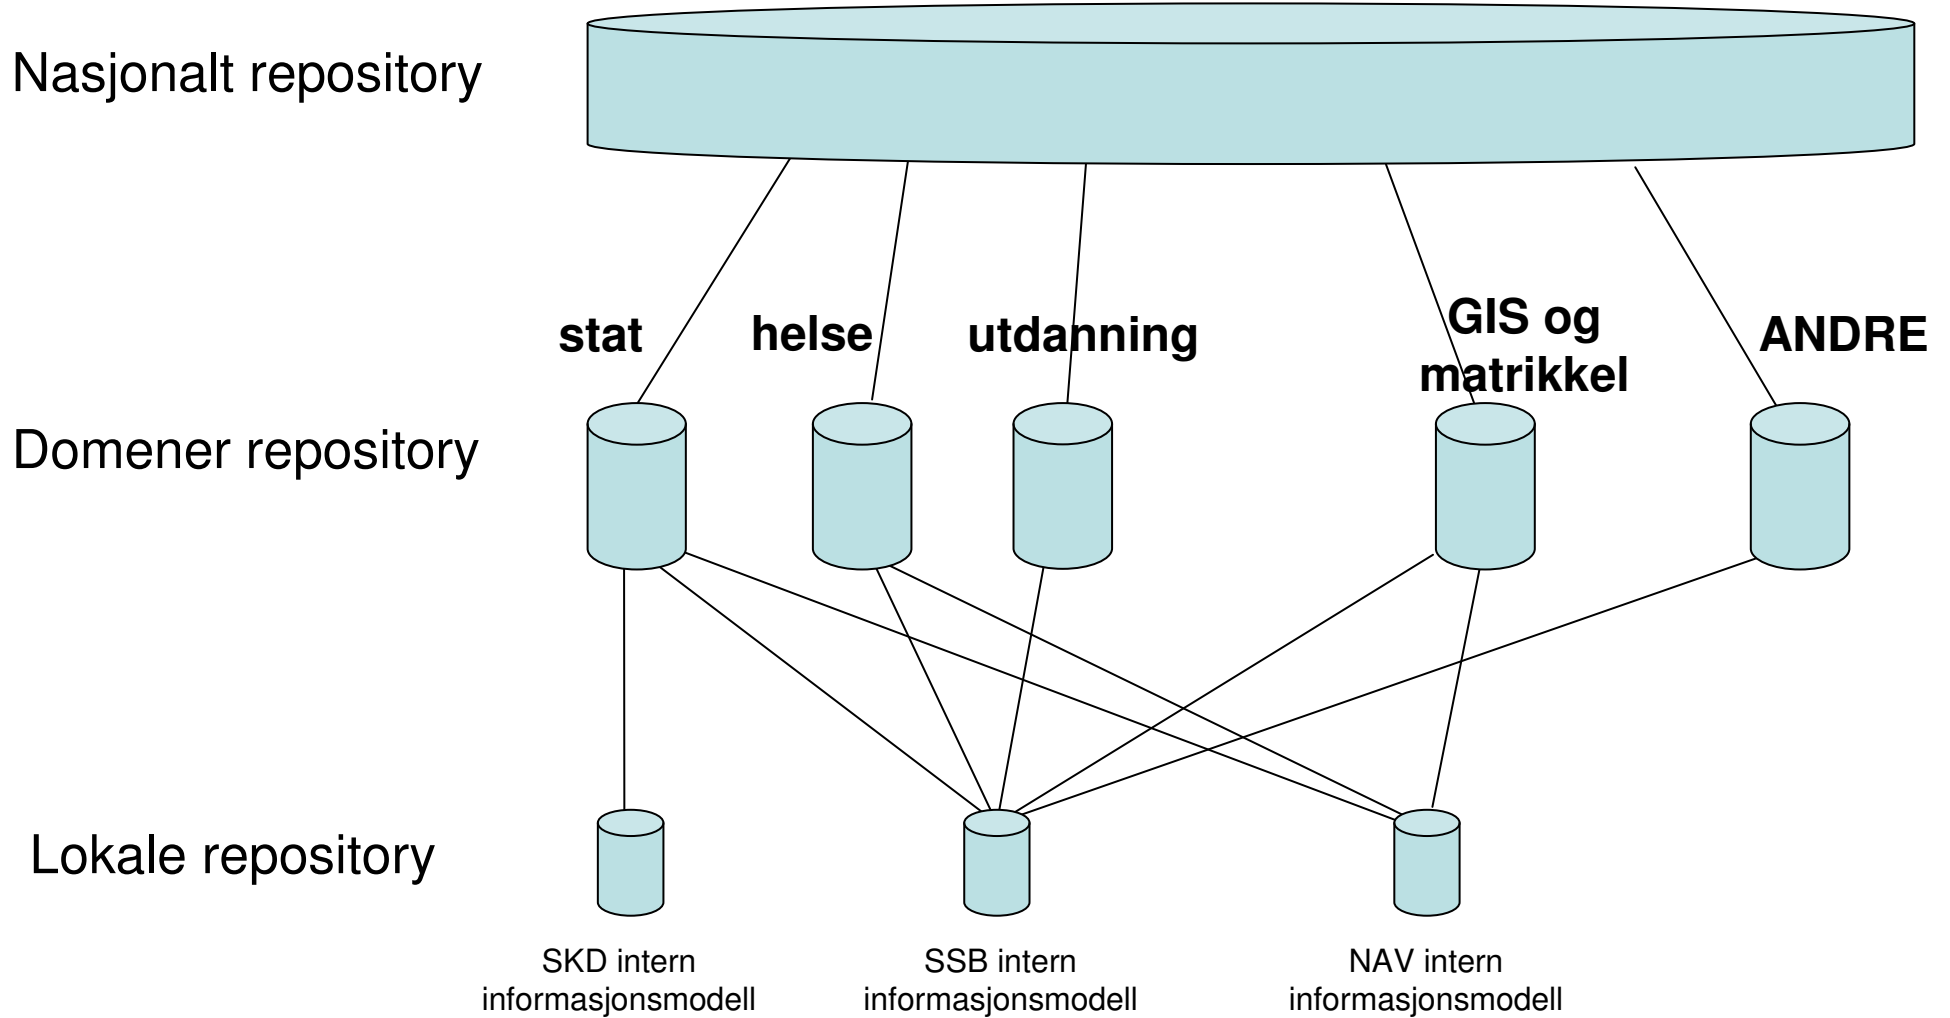 Nasjonalt repository
stat
helse
utdanning
GIS og
matrikkel
ANDRE
Domener repository
Lokale repository
SKD intern
informasjonsmodell
SSB intern
informasjonsmodell
NAV intern
informasjonsmodell